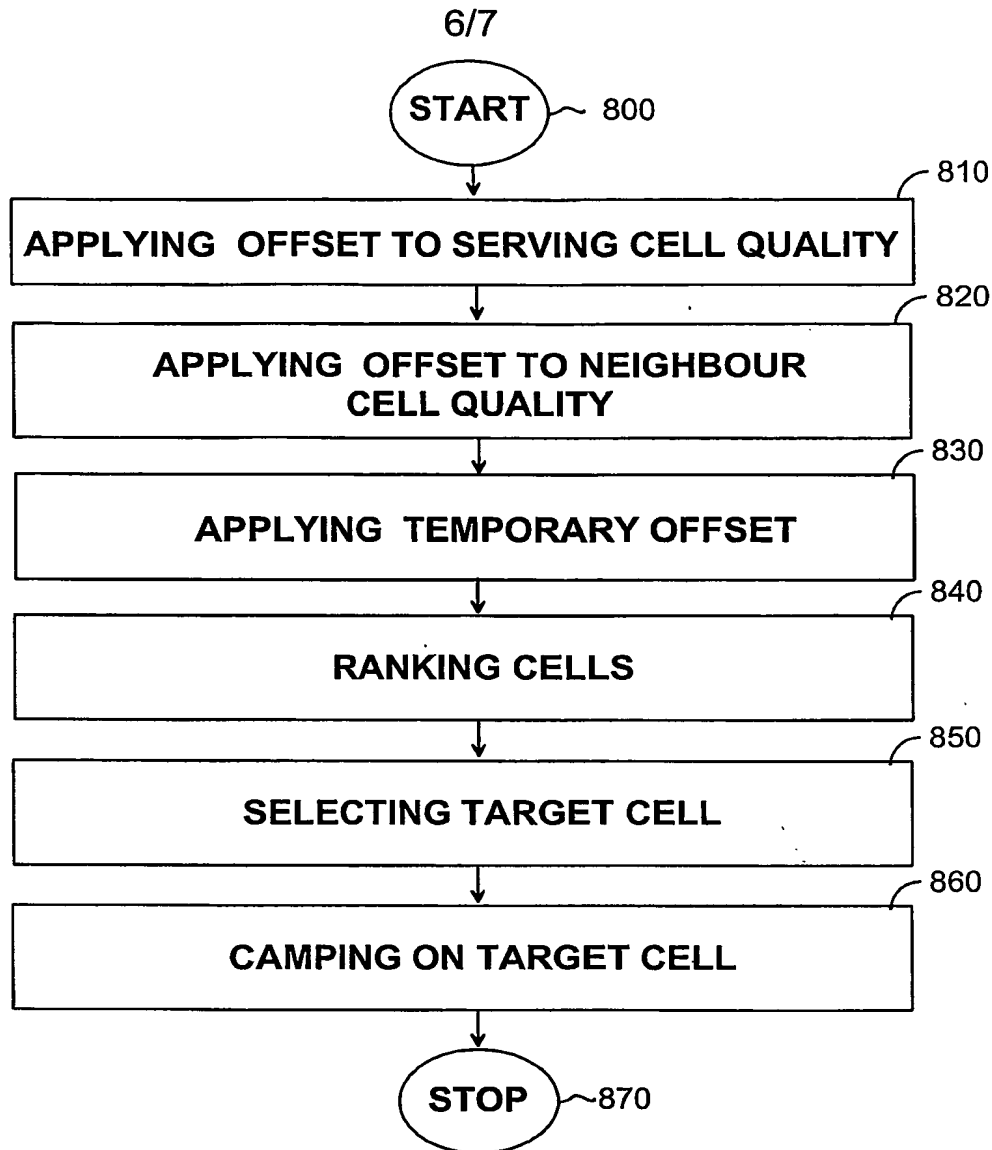 6/7
START
800
810
APPLYING OFFSET TO SERVING CELL QUALITY
820
APPLYING OFFSET TO NEIGHBOUR
CELL QUALITY
830
APPLYING TEMPORARY OFFSET
840
RANKING CELLS
850
SELECTING TARGET CELL
860
CAMPING ON TARGET CELL
STOP
870